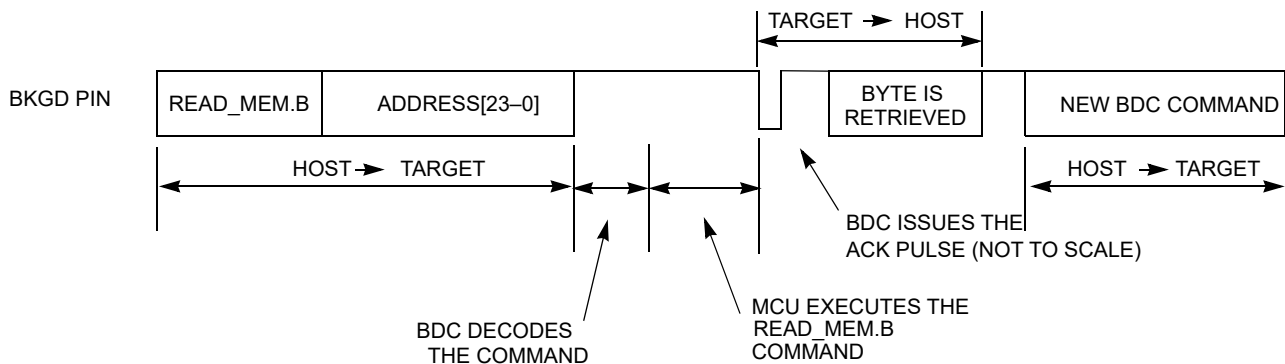 TARGET → HOST
BKGD PIN
READ_MEM.B
ADDRESS[23–0]
BYTE IS
RETRIEVED
NEW BDC COMMAND
HOST → TARGET
HOST → TARGET
BDC ISSUES THE
ACK PULSE (NOT TO SCALE)
BDC DECODES
THE COMMAND
MCU EXECUTES THE
READ_MEM.B
COMMAND